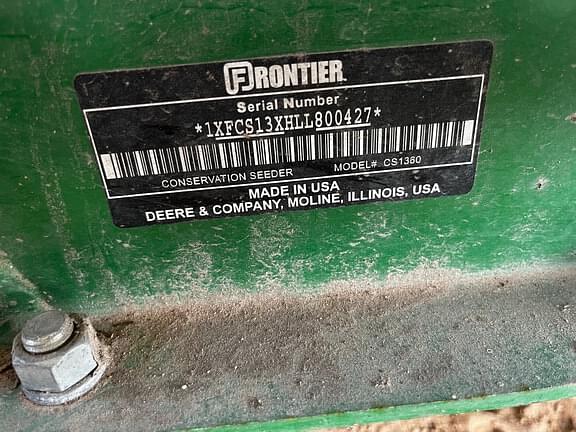 FRONTIER
Serial Number
*1XFCS13XHLL800427*
CONSERVATION SEEDER MODEL# CS1360
MADE IN USA
DEERE & COMPANY, MOLINE, ILLINOIS, USA